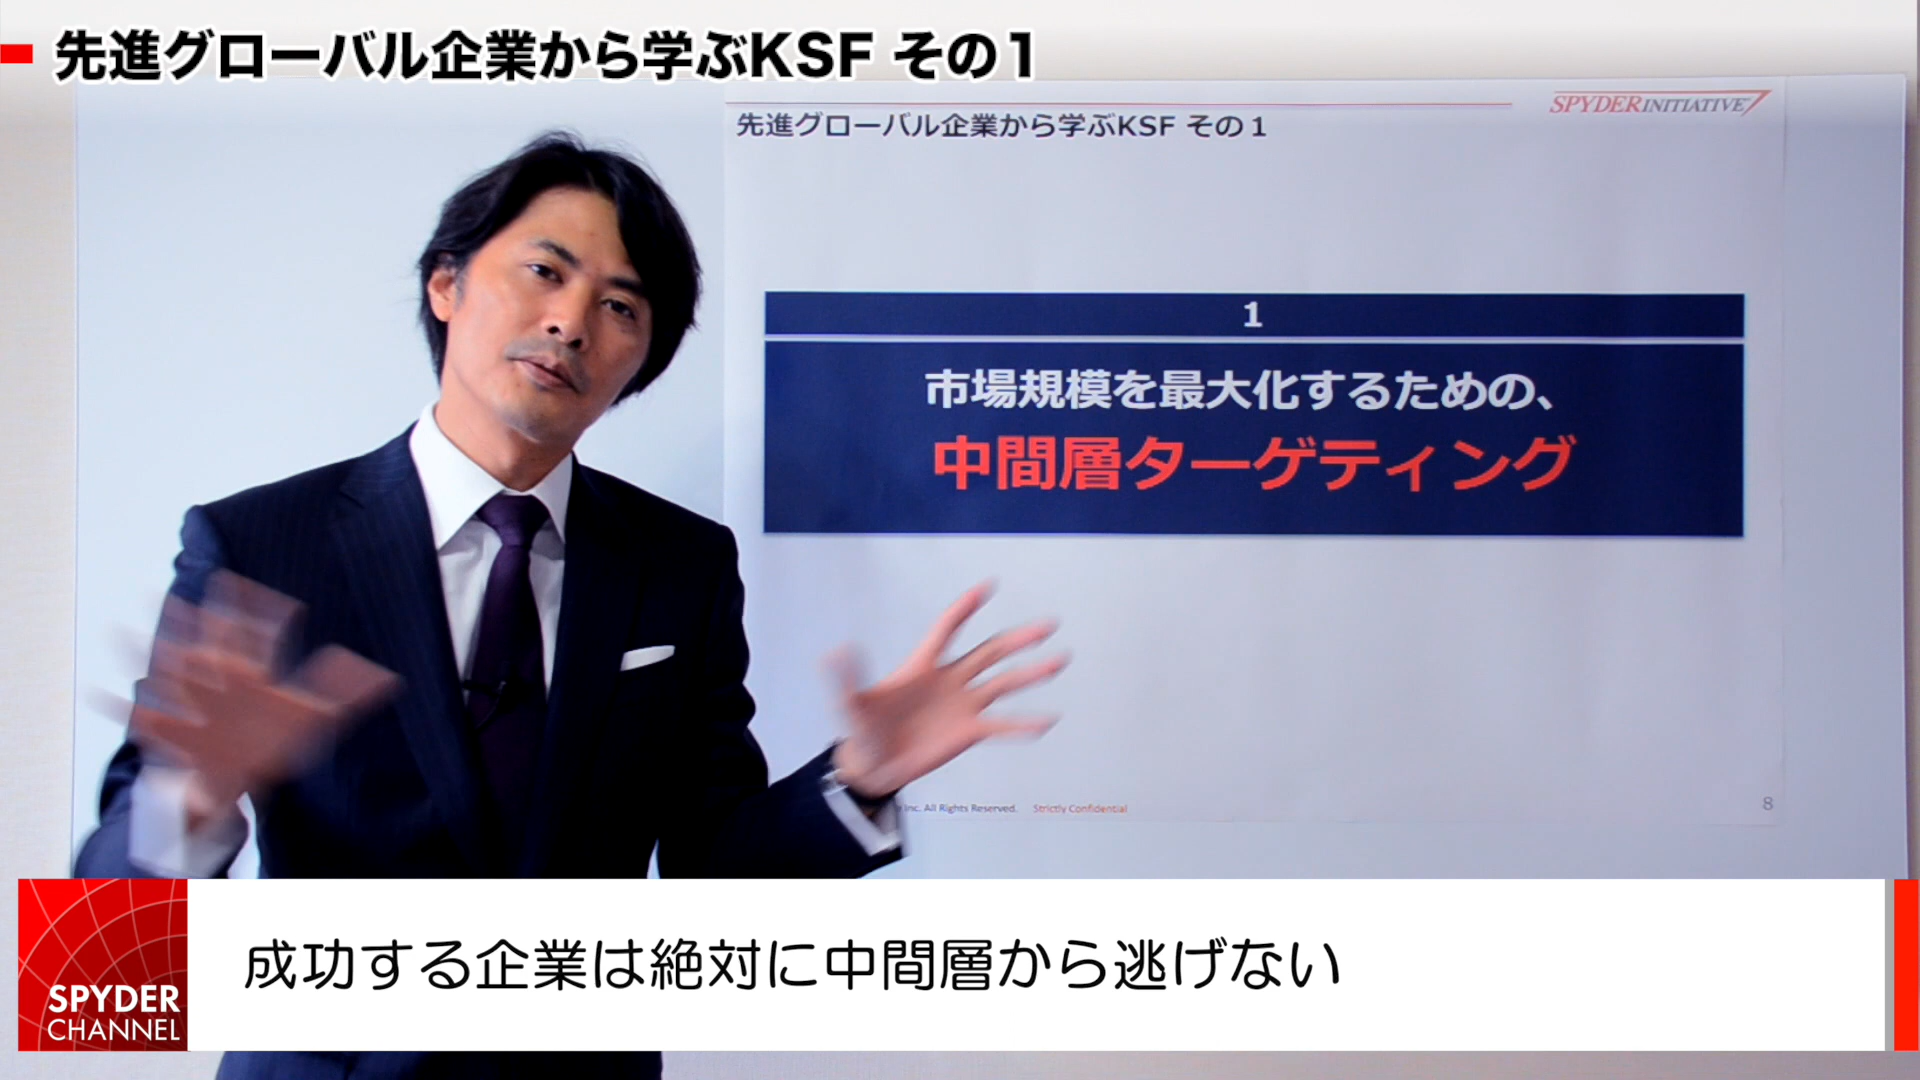 先進グローバル企業から学ぶKSF その1
SPYDERINITIATIVE
先進グローバル企業から学ぶKSF その1
1
市場規模を最大化するための、
中間層ターゲティング
Inc. All Rights Reserved. Strictly Confidential
8
成功する企業は絶対に中間層から逃げない
SPYDER
CHANNEL